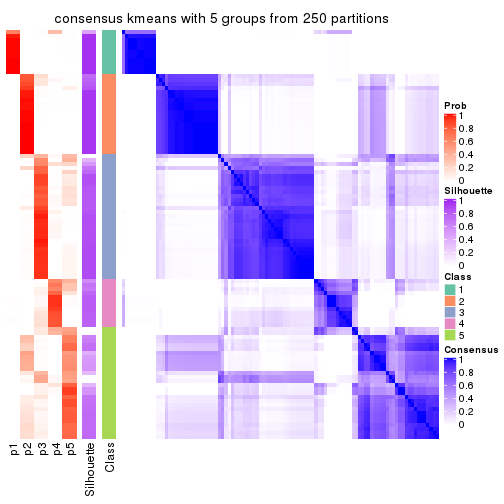 consensus kmeans with 5 groups from 250 partitions
Prob
1
0.8
0.6
0.4
0.2
0
Silhouette
1
0.8
0.6
0.4
0.2
0
Class
1
2
3
4
5
Consensus
1
0.8
0.6
0.4
0.2
0
p1
p2
p3
p4
p5
Silhouette
Class